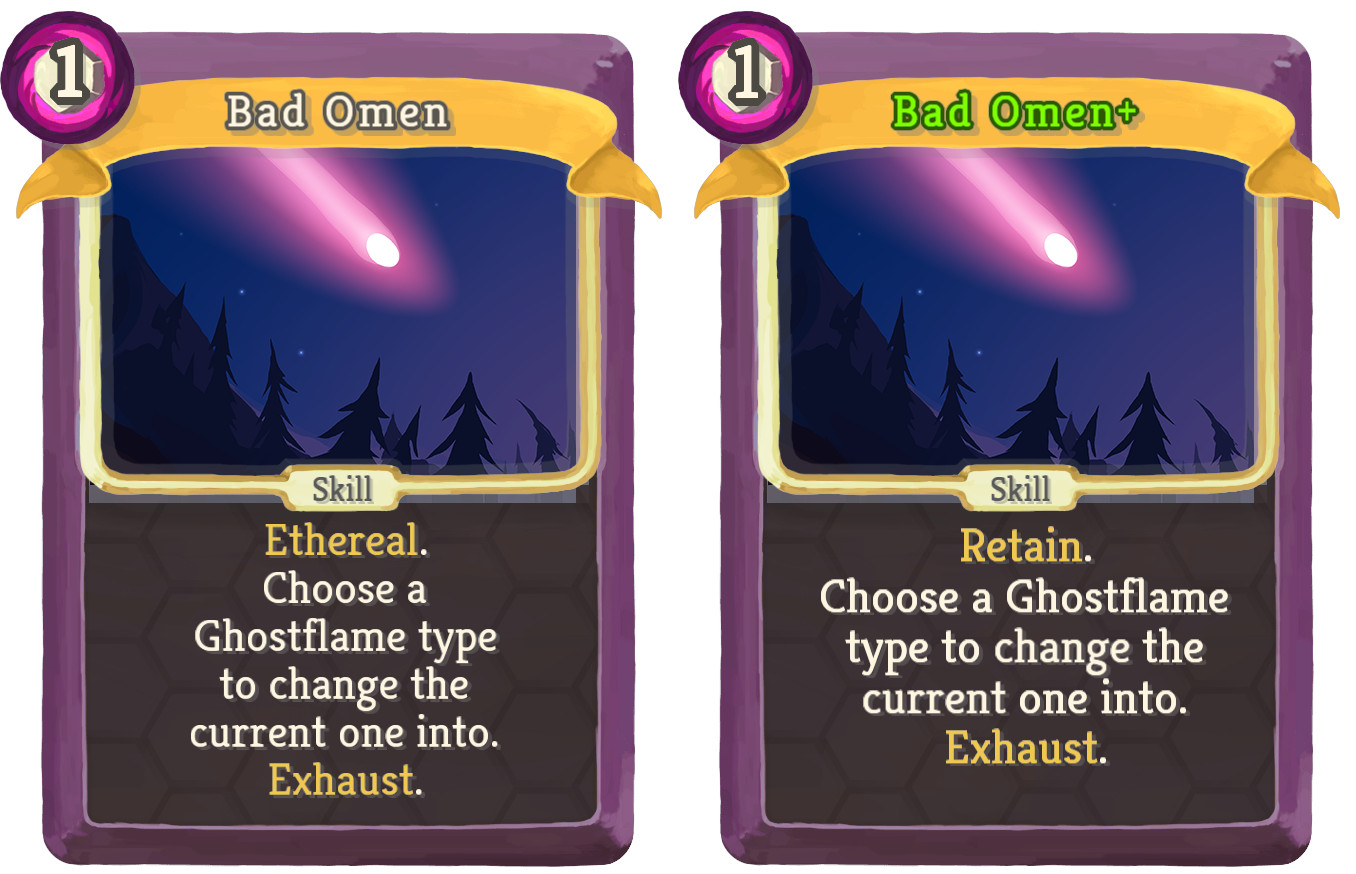 1
Bad Omen
Skill
Ethereal.
Choose a
Ghostflame type
to change the
current one into.
Exhaust.
1
Bad Omen+
Skill
Retain.
Choose a Ghostflame
type to change the
current one into.
Exhaust.